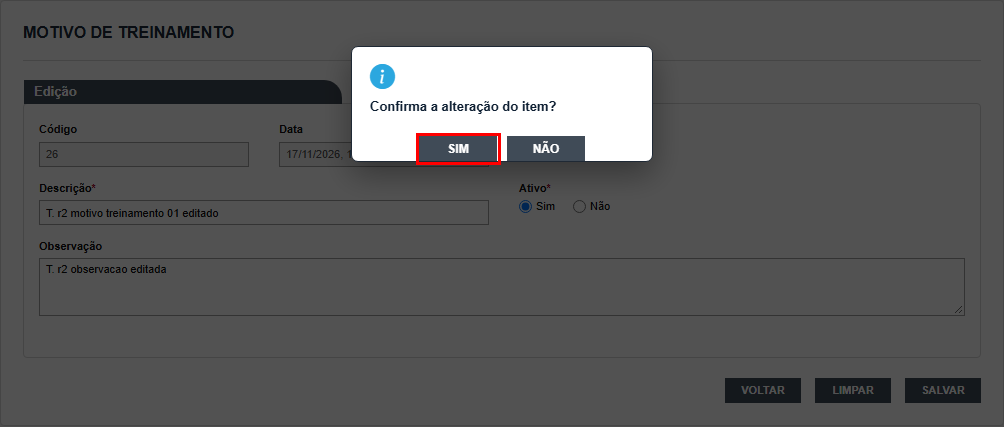 MOTIVO DE TREINAMENTO
Confirma a alteração do item?
SIM NÃO
Edição
Código Data
26 17/11/2026, 1
Descrição* Ativo*
T. r2 motivo treinamento 01 editado Sim Não
Observação
T. r2 observacao editada
VOLTAR LIMPAR SALVAR